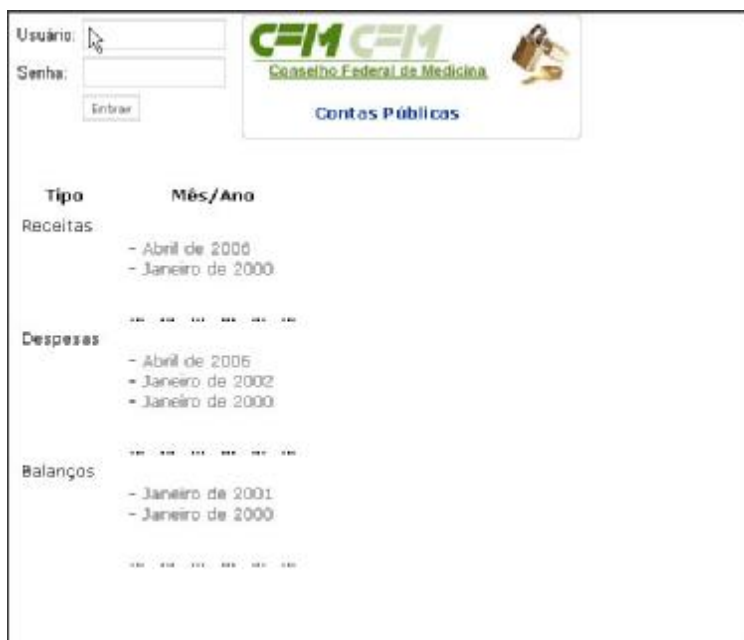 Usuário:
Senha:
Entrar
CFM CFM
Conselho Federal de Medicina
Contas Públicas
Tipo Mês/Ano
Receitas
- Abril de 2006
- Janeiro de 2000
Despesas
- Abril de 2006
- Janeiro de 2002
- Janeiro de 2000
Balanços
- Janeiro de 2001
- Janeiro de 2000